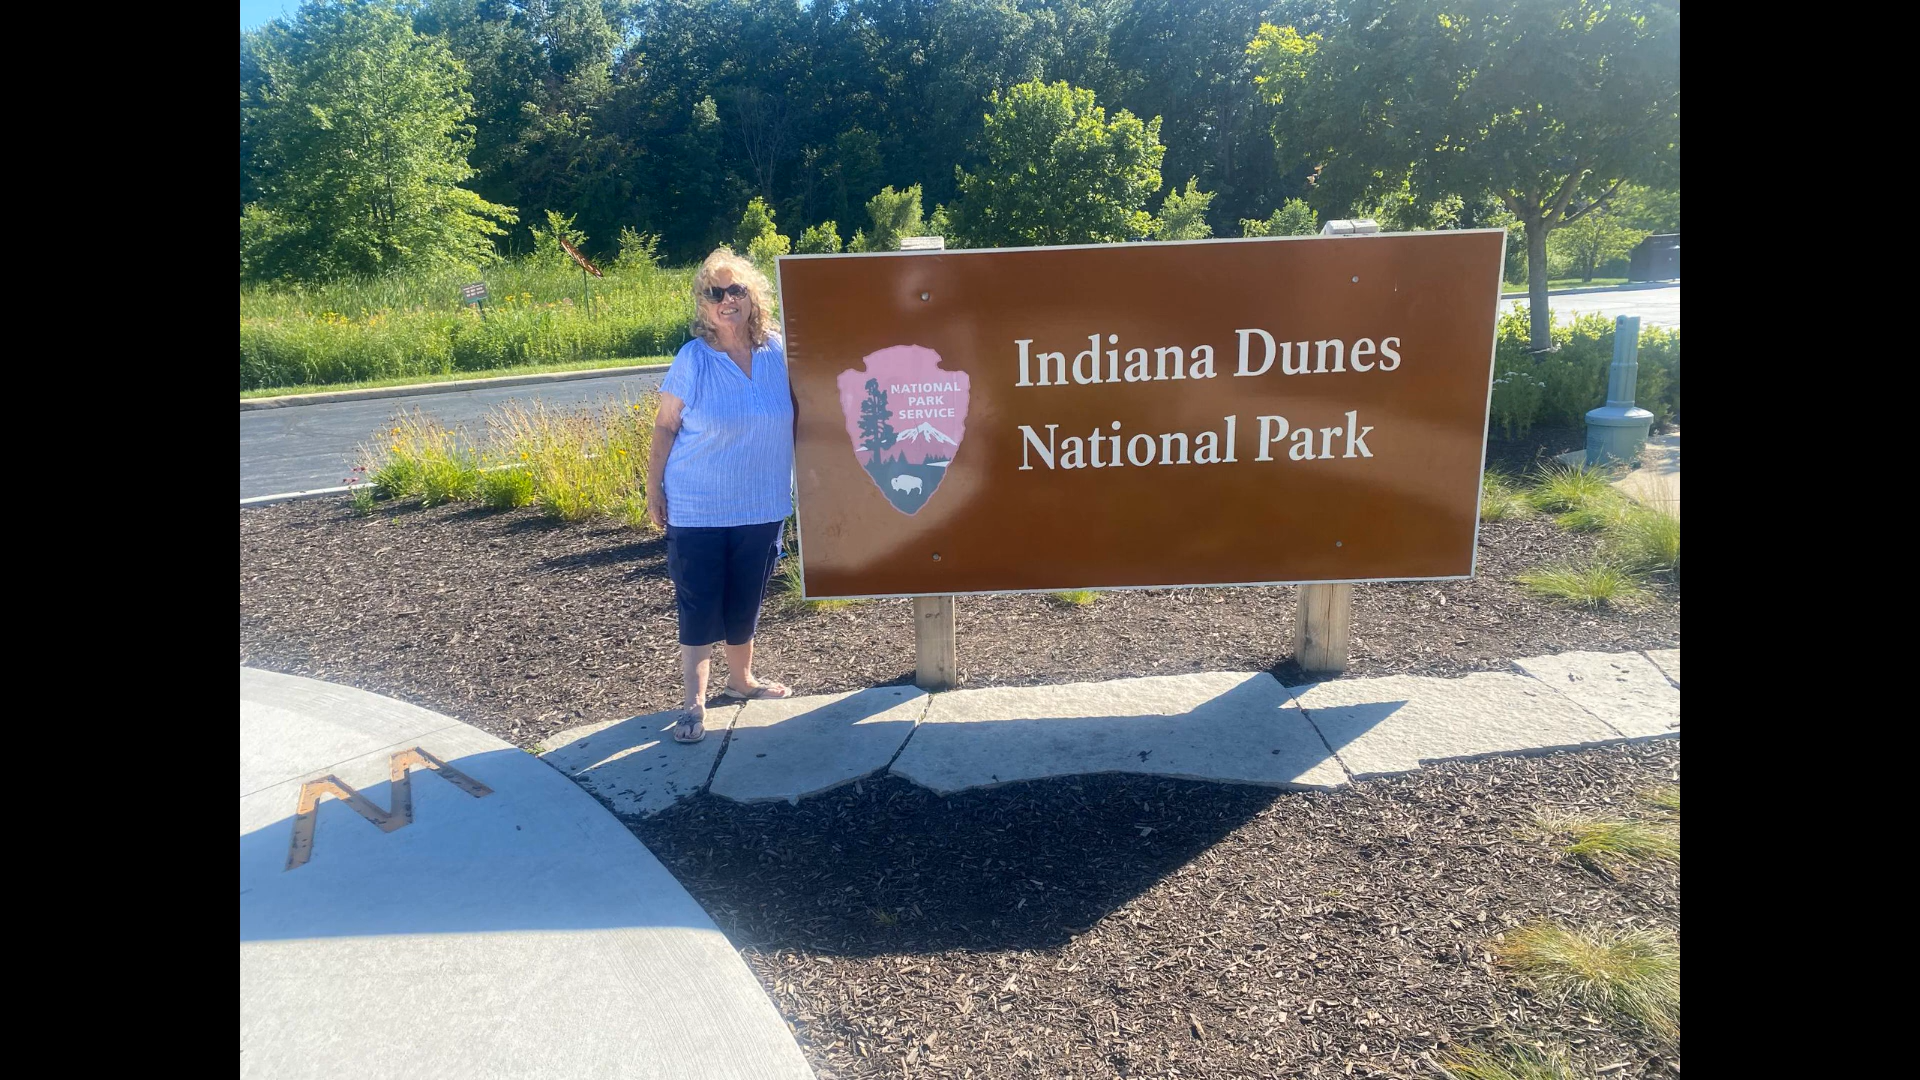 NATIONAL
PARK
SERVICE
Indiana Dunes
National Park
W